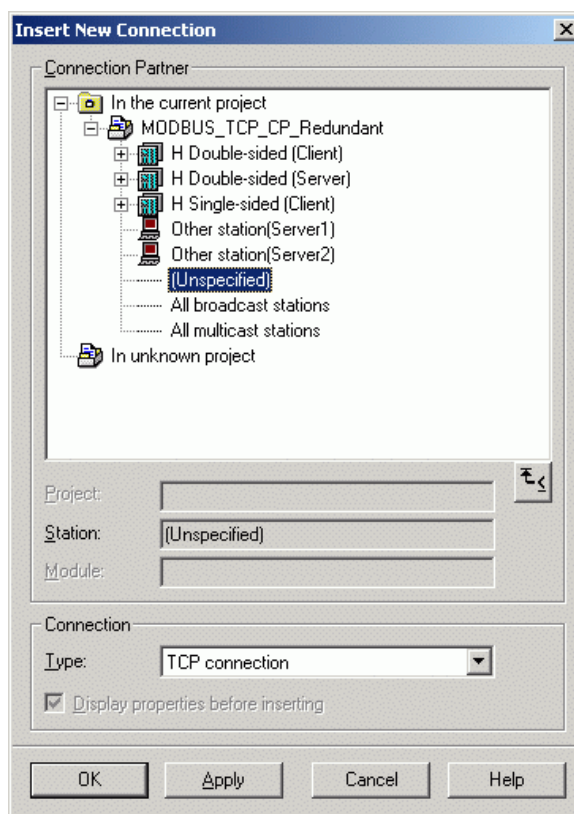 Insert New Connection
Connection Partner
In the current project
MODBUS_TCP_CP_Redundant
H Double-sided (Client)
H Double-sided (Server)
H Single-sided (Client)
Other station(Server1)
Other station(Server2)
(Unspecified)
All broadcast stations
All multicast stations
In unknown project
Project:
Station: (Unspecified)
Module:
Connection
Type: TCP connection
Display properties before inserting
OK Apply Cancel Help